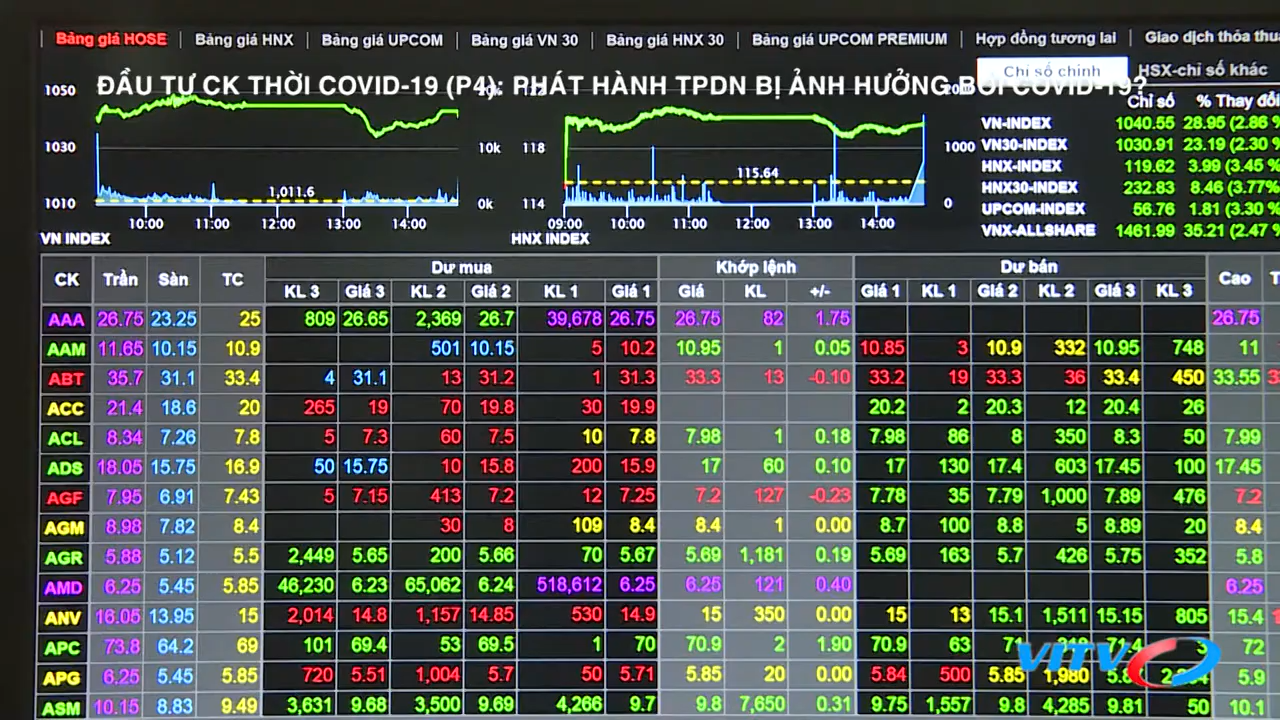 Bảng giá HOSE | Bảng giá HNX | Bảng giá UPCOM | Bảng giá VN 30 | Bảng giá HNX 30 | Bảng giá UPCOM PREMIUM | Hợp đồng tương lai | Giao dịch thỏa
ĐẦU TƯ CK THỜI COVID-19 (P4): PHÁT HÀNH TPDN BỊ ẢNH HƯỞNG BỞI COVID-19?
Chỉ số chính HSX-chỉ số khác
Chỉ số % Thay đổi
VN-INDEX 1040.55 28.95 (2.86 %
VN30-INDEX 1030.91 23.19 (2.30 %
HNX-INDEX 119.62 3.99 (3.45 %
HNX30-INDEX 232.83 8.46 (3.77%
UPCOM-INDEX 56.76 1.81 (3.30 %
VNX-ALLSHARE 1461.99 35.21 (2.47 %
1050
1030 10k
1,011.6
1010 0k
10:00 11:00 12:00 13:00 14:00
VN INDEX
118 1000
115.64
114 0
09:00 10:00 11:00 12:00 13:00 14:00
HNX INDEX
CK Trần Sàn TC Dư mua Khớp lệnh Dư bán Cao
KL 3 Giá 3 KL 2 Giá 2 KL 1 Giá 1 Giá KL +/- Giá 1 KL 1 Giá 2 KL 2 Giá 3 KL 3
AAA 26.75 23.25 25 809 26.65 2,369 26.7 39,678 26.75 26.75 82 1.75 26.75
AAM 11.65 10.15 10.9 501 10.15 5 10.2 10.95 1 0.05 10.85 3 10.9 332 10.95 748 11
ABT 35.7 31.1 33.4 4 31.1 13 31.2 1 31.3 33.3 13 -0.10 33.2 19 33.3 36 33.4 450 33.55
ACC 21.4 18.6 20 265 19 70 19.8 30 19.9 20.2 2 20.3 12 20.4 26
ACL 8.34 7.26 7.8 5 7.3 60 7.5 10 7.8 7.98 1 0.18 7.98 86 8 350 8.3 50 7.99
ADS 18.05 15.75 16.9 50 15.75 10 15.8 200 15.9 17 60 0.10 17 130 17.4 603 17.45 100 17.45
AGF 7.95 6.91 7.43 5 7.15 413 7.2 12 7.25 7.2 127 -0.23 7.78 35 7.79 1,000 7.89 476 7.2
AGM 8.98 7.82 8.4 30 8 109 8.4 8.4 1 0.00 8.7 100 8.8 5 8.89 20 8.4
AGR 5.88 5.12 5.5 2,449 5.65 200 5.66 70 5.67 5.69 1,181 0.19 5.69 163 5.7 426 5.75 352 5.8
AMD 6.25 5.45 5.85 46,230 6.23 65,062 6.24 518,612 6.25 6.25 121 0.40 6.25
ANV 16.05 13.95 15 2,014 14.8 1,157 14.85 530 14.9 15 350 0.00 15 13 15.1 1,511 15.15 805 15.4
APC 73.8 64.2 69 101 69.4 53 69.5 1 70 70.9 2 1.90 70.9 63 71 71.4 3 72
APG 6.25 5.45 5.85 720 5.51 1,004 5.7 50 5.71 5.85 20 0.00 5.84 500 5.85 1,980 5.9
ASM 10.15 8.83 9.49 3,631 9.68 3,500 9.69 4,266 9.7 9.8 7,650 0.31 9.75 1,557 9.8 4,285 9.81 50 10.1
VITV